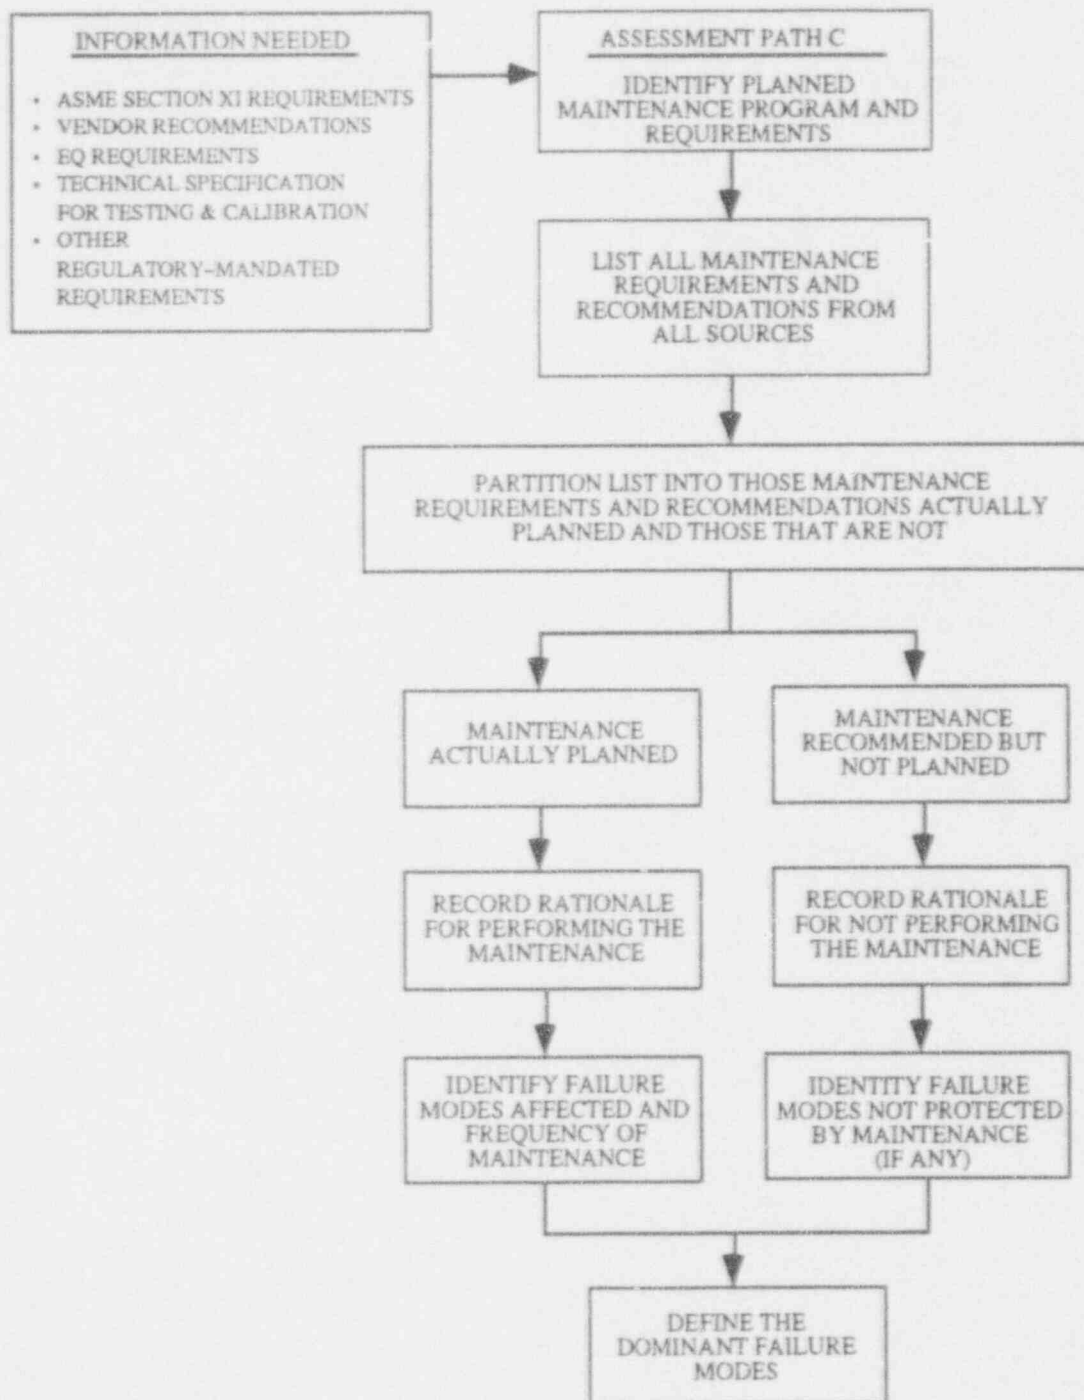 INFORMATION NEEDED
• ASME SECTION XI REQUIREMENTS
• VENDOR RECOMMENDATIONS
• EQ REQUIREMENTS
• TECHNICAL SPECIFICATION
FOR TESTING & CALIBRATION
• OTHER
REGULATORY-MANDATED
REQUIREMENTS
ASSESSMENT PATH C
IDENTIFY PLANNED
MAINTENANCE PROGRAM AND
REQUIREMENTS
LIST ALL MAINTENANCE
REQUIREMENTS AND
RECOMMENDATIONS FROM
ALL SOURCES
PARTITION LIST INTO THOSE MAINTENANCE
REQUIREMENTS AND RECOMMENDATIONS ACTUALLY
PLANNED AND THOSE THAT ARE NOT
MAINTENANCE
ACTUALLY PLANNED
MAINTENANCE
RECOMMENDED BUT
NOT PLANNED
RECORD RATIONALE
FOR PERFORMING THE
MAINTENANCE
RECORD RATIONALE
FOR NOT PERFORMING
THE MAINTENANCE
IDENTIFY FAILURE
MODES AFFECTED AND
FREQUENCY OF
MAINTENANCE
IDENTITY FAILURE
MODES NOT PROTECTED
BY MAINTENANCE
(IF ANY)
DEFINE THE
DOMINANT FAILURE
MODES